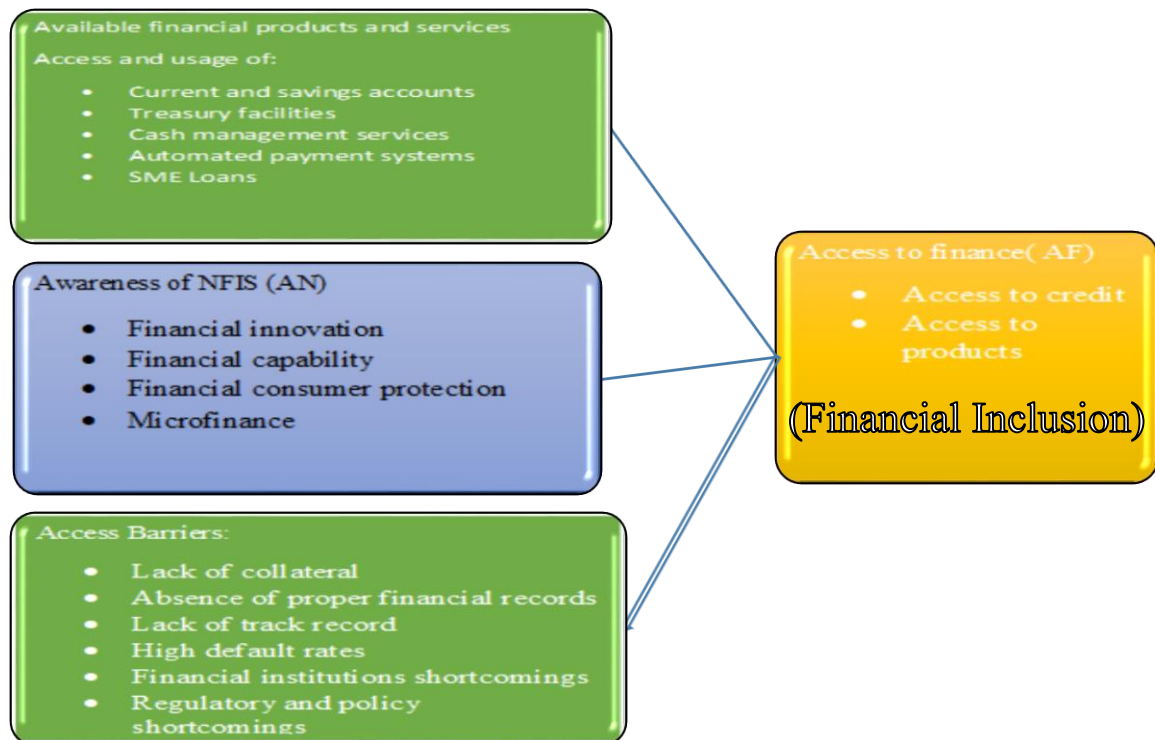 Available financial products and services
Access and usage of:
• Current and savings accounts
• Treasury facilities
• Cash management services
• Automated payment systems
• SME Loans
Awareness of NFIS (AN)
• Financial innovation
• Financial capability
• Financial consumer protection
• Microfinance
Access Barriers:
• Lack of collateral
• Absence of proper financial records
• Lack of track record
• High default rates
• Financial institutions shortcomings
• Regulatory and policy
shortcomings
Access to finance( AF)
• Access to credit
• Access to
products
(Financial Inclusion)